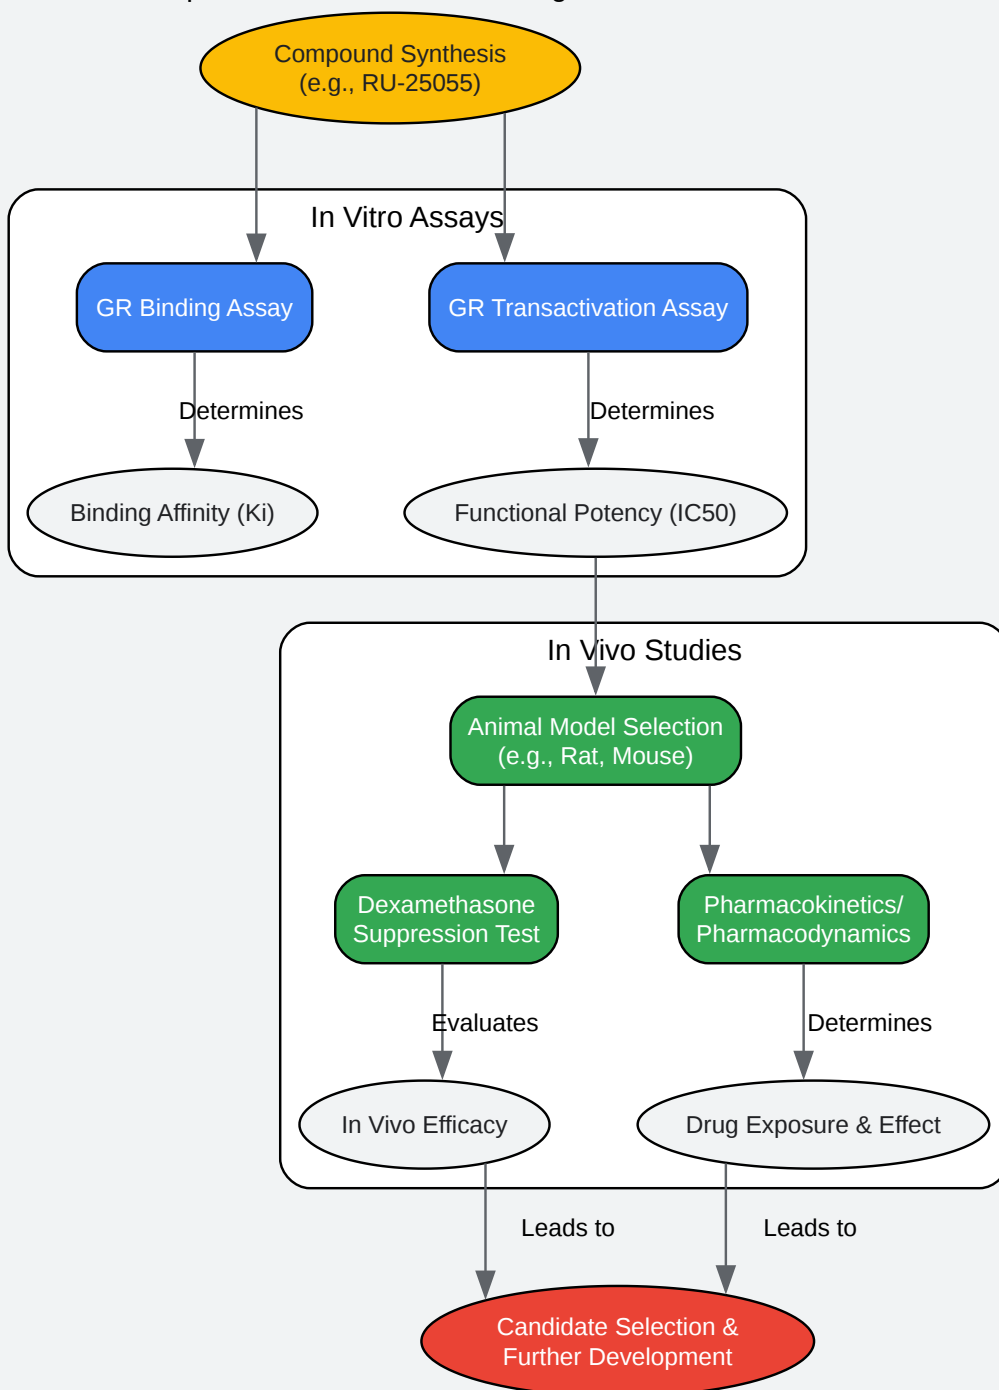 Compound Synthesis
(e.g., RU-25055)
In Vitro Assays
GR Binding Assay
GR Transactivation Assay
Determines
Determines
Binding Affinity (Ki)
Functional Potency (IC50)
In Vivo Studies
Animal Model Selection
(e.g., Rat, Mouse)
Dexamethasone
Suppression Test
Pharmacokinetics/
Pharmacodynamics
Evaluates
Determines
In Vivo Efficacy
Drug Exposure & Effect
Leads to
Leads to
Candidate Selection &
Further Development